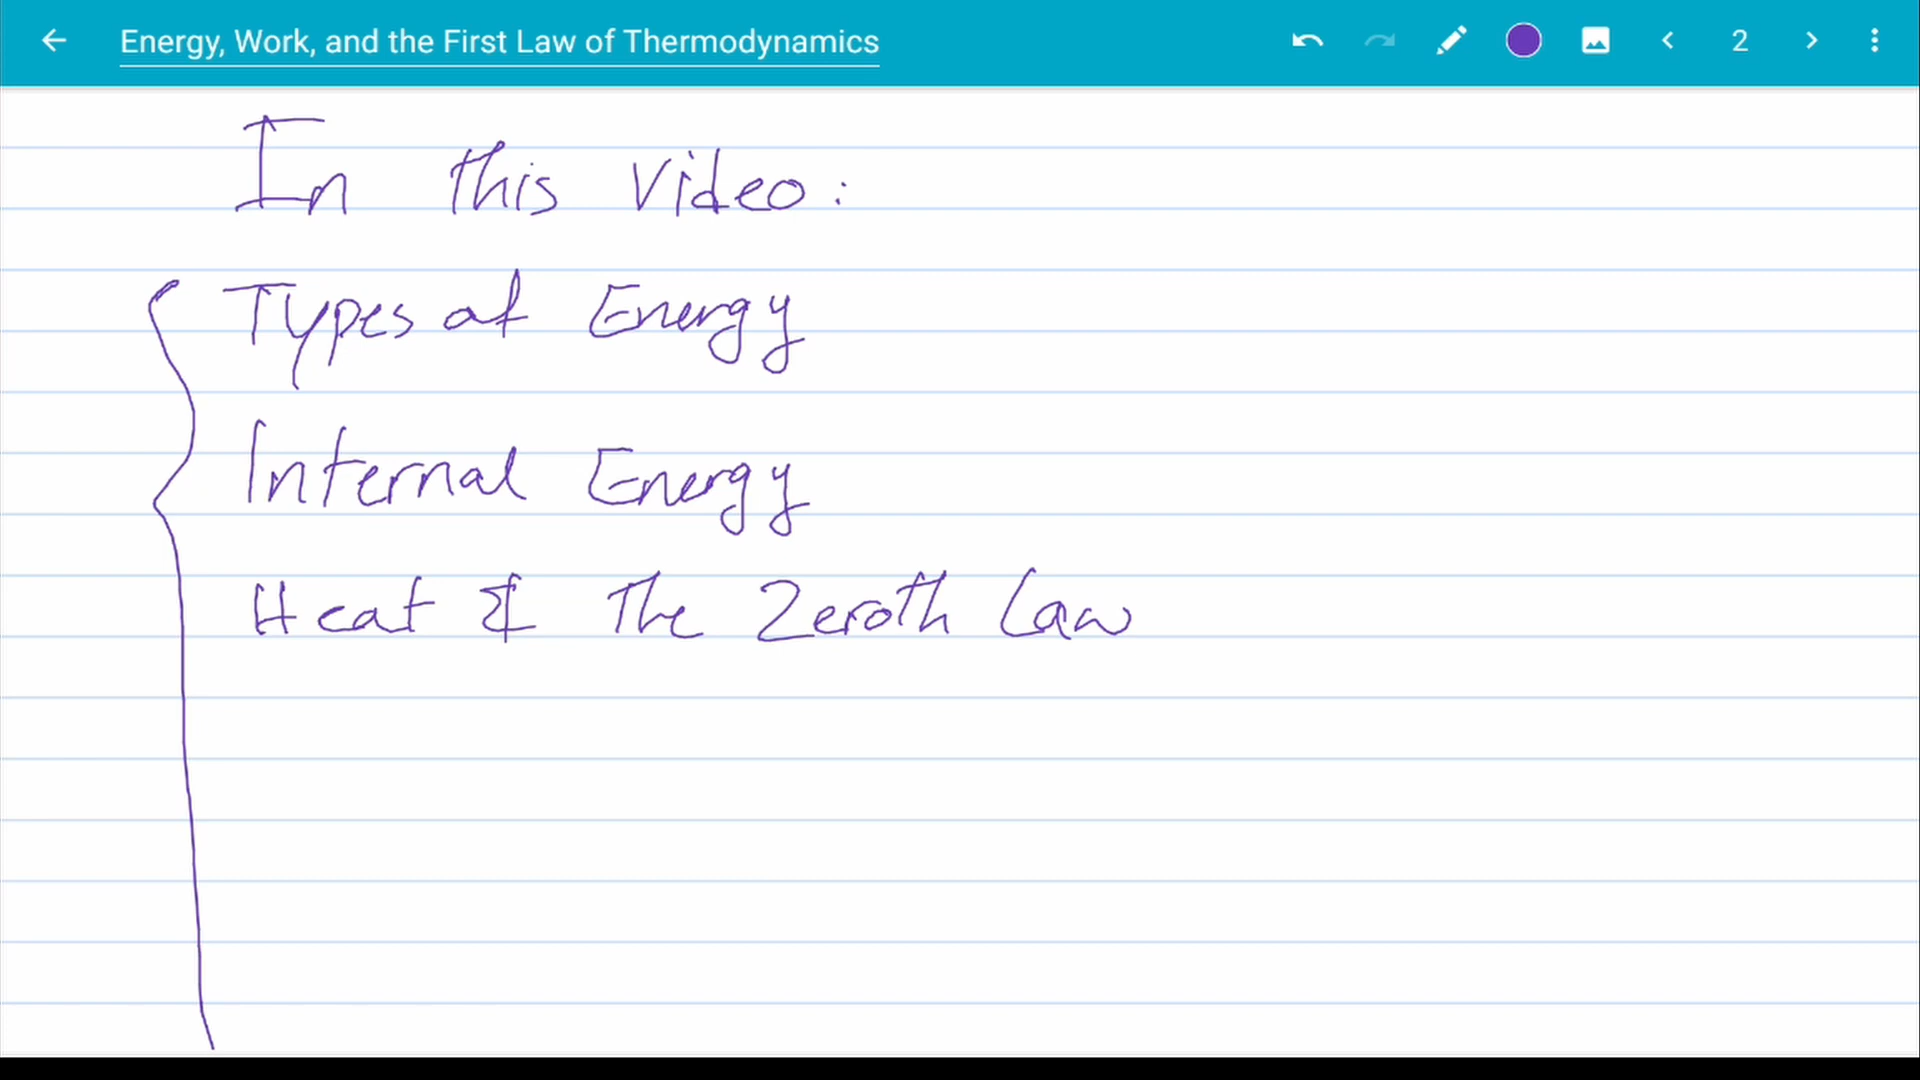 Energy, Work, and the First Law of Thermodynamics
2
In this Video:
Types of Energy
Internal Energy
Heat & The Zeroth Law